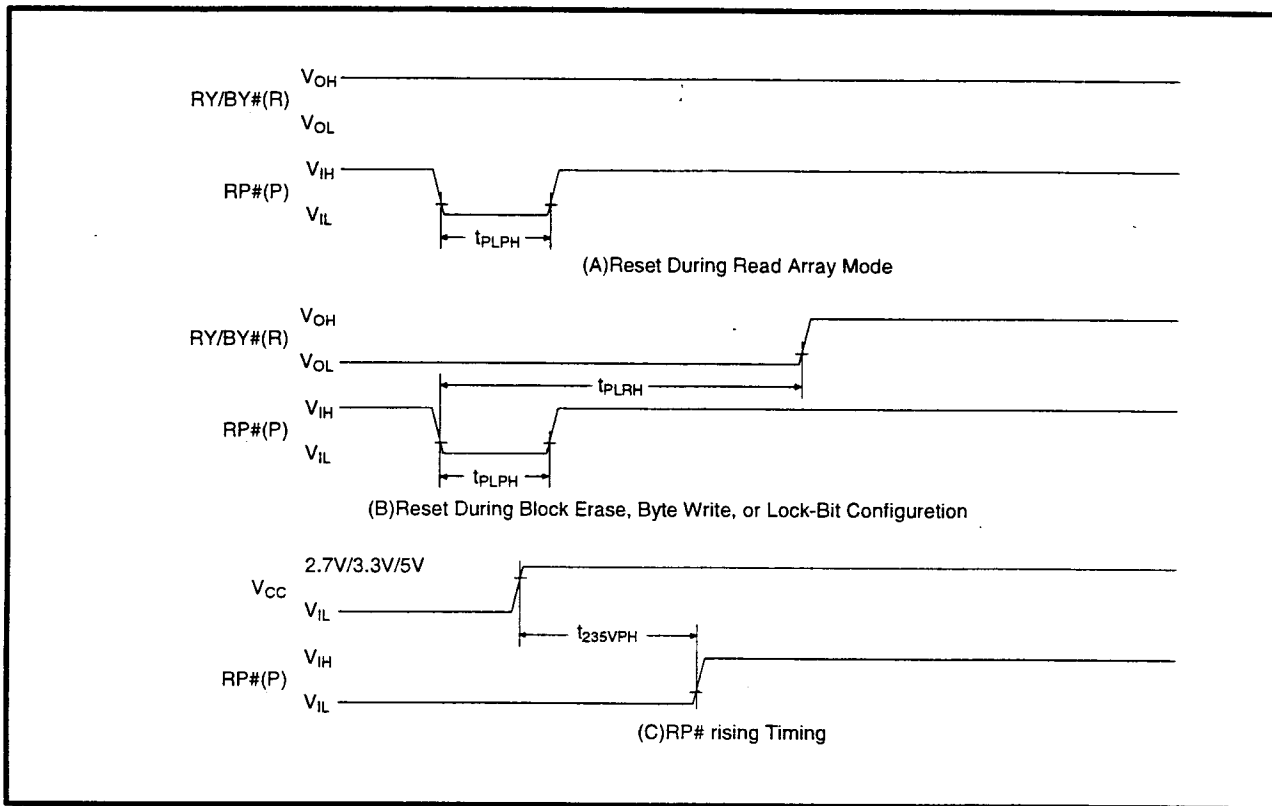 VOH
RY/BY#(R)
VOL
VIH
RP#(P)
VIL
tPLPH
(A)Reset During Read Array Mode
VOH
RY/BY#(R)
VOL
tPLRH
VIH
RP#(P)
VIL
tPLPH
(B)Reset During Block Erase, Byte Write, or Lock-Bit Configuretion
2.7V/3.3V/5V
VCC
VIL
t235VPH
VIH
RP#(P)
VIL
(C)RP# rising Timing